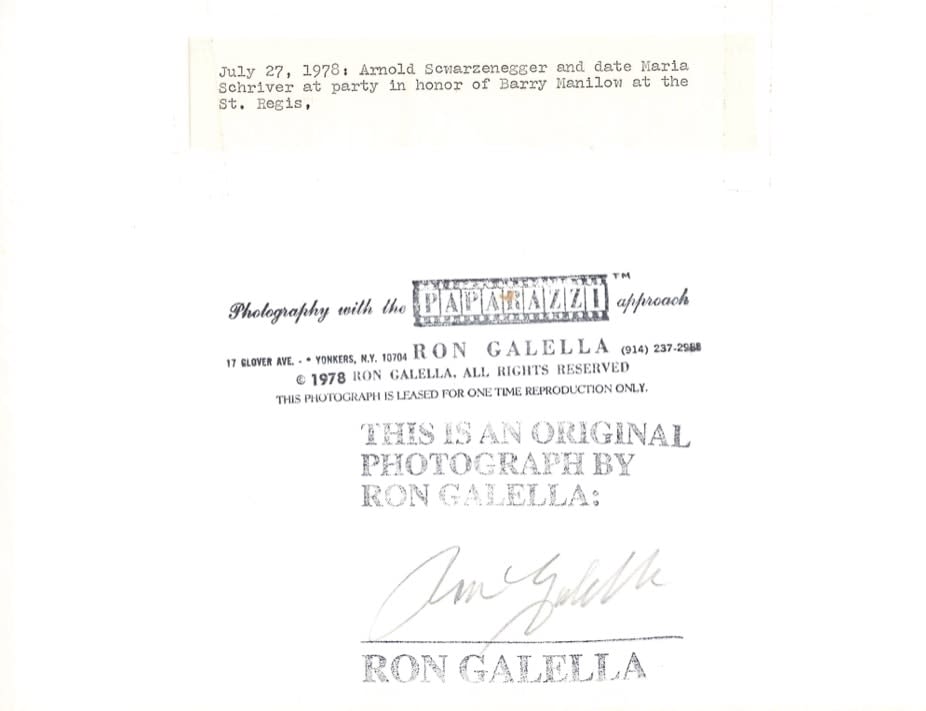 July 27, 1978: Arnold Scwarzenegger and date Maria
Schriver at party in honor of Barry Manilow at the
St. Regis,
Photography with the PAPARAZZI ™ approach
17 GLOVER AVE. - • YONKERS, N.Y. 10704 RON GALELLA (914) 237-2988
© 1978 RON GALELLA. ALL RIGHTS RESERVED
THIS PHOTOGRAPH IS LEASED FOR ONE TIME REPRODUCTION ONLY.
THIS IS AN ORIGINAL
PHOTOGRAPH BY
RON GALELLA:
Ron Galella
RON GALELLA